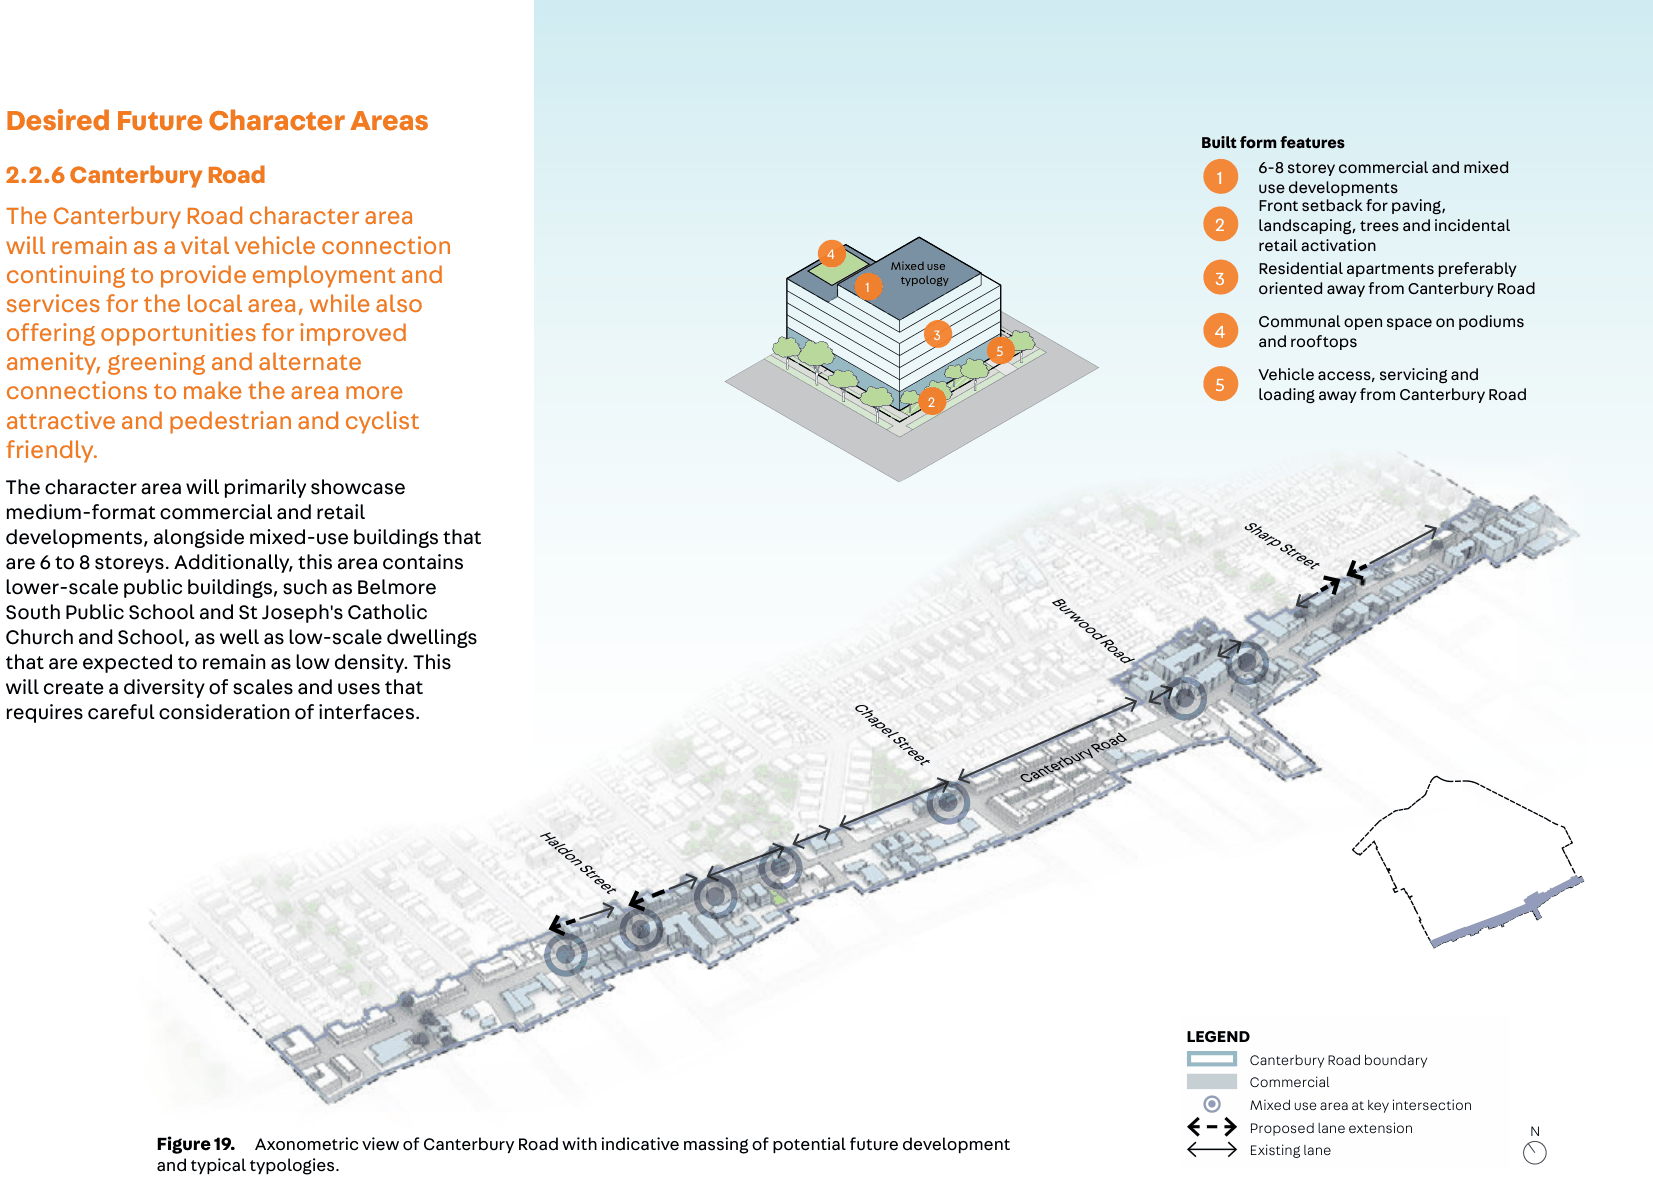 Desired Future Character Areas
2.2.6 Canterbury Road
The Canterbury Road character area
will remain as a vital vehicle connection
continuing to provide employment and
services for the local area, while also
offering opportunities for improved
amenity, greening and alternate
connections to make the area more
attractive and pedestrian and cyclist
friendly.
The character area will primarily showcase
medium-format commercial and retail
developments, alongside mixed-use buildings that
are 6 to 8 storeys. Additionally, this area contains
lower-scale public buildings, such as Belmore
South Public School and St Joseph's Catholic
Church and School, as well as low-scale dwellings
that are expected to remain as low density. This
will create a diversity of scales and uses that
requires careful consideration of interfaces.
Built form features
1
6-8 storey commercial and mixed
use developments
2
Front setback for paving,
landscaping, trees and incidental
retail activation
3
Residential apartments preferably
oriented away from Canterbury Road
4
Communal open space on podiums
and rooftops
5
Vehicle access, servicing and
loading away from Canterbury Road
4
Mixed use
typology
1
3
5
2
Sharp Street
Burwood Road
Chapel Street
Canterbury Road
Haldon Street
LEGEND
Canterbury Road boundary
Commercial
Mixed use area at key intersection
Proposed lane extension
Existing lane
N
Figure 19. Axonometric view of Canterbury Road with indicative massing of potential future development
and typical typologies.